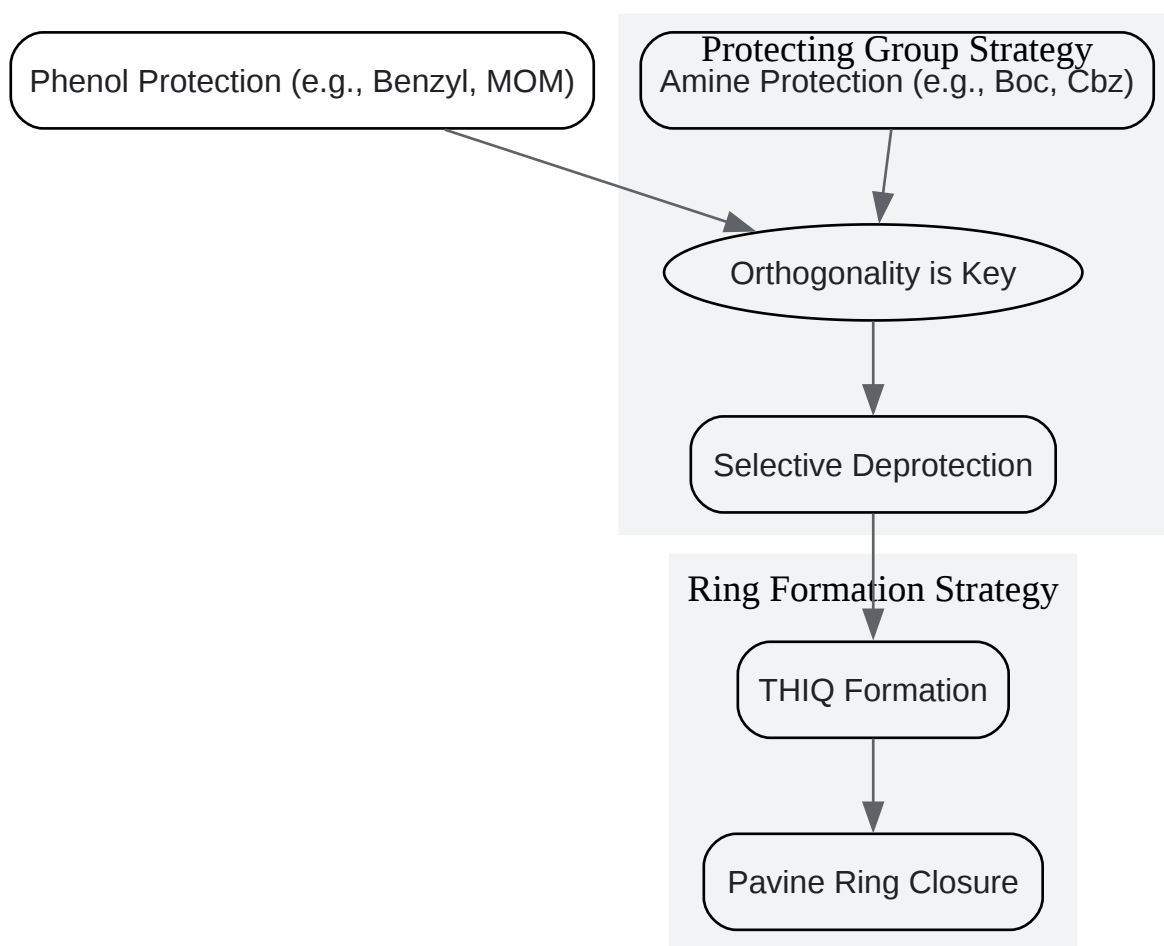 Protecting Group Strategy
Phenol Protection (e.g., Benzyl, MOM)
Amine Protection (e.g., Boc, Cbz)
Orthogonality is Key
Selective Deprotection
Ring Formation Strategy
THIQ Formation
Pavine Ring Closure